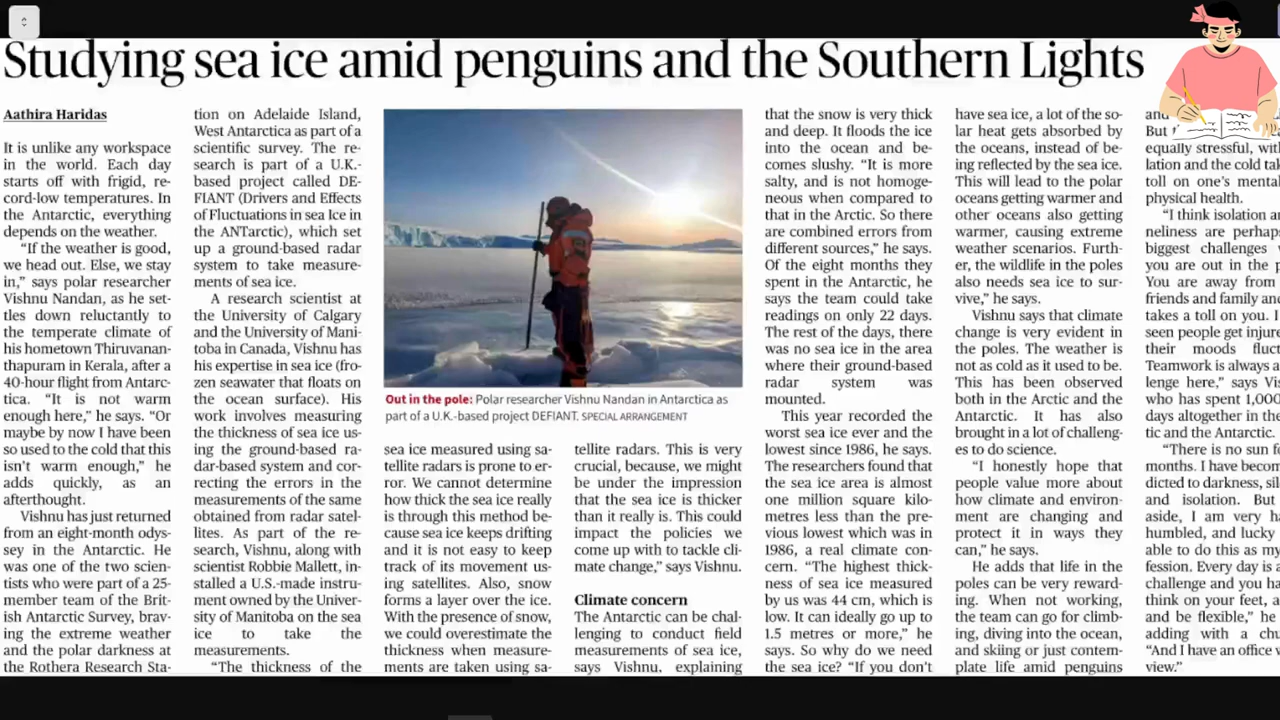 Studying sea ice amid penguins and the Southern Lights
Aathira Haridas
It is unlike any workspace
in the world. Each day
starts off with frigid, re-
cord-low temperatures. In
the Antarctic, everything
depends on the weather.
“If the weather is good,
we head out. Else, we stay
in,” says polar researcher
Vishnu Nandan, as he set-
tles down reluctantly to
the temperate climate of
his hometown Thiruvanan-
thapuram in Kerala, after a
40-hour flight from Antarc-
tica. “It is not warm
enough here,” he says. “Or
maybe by now I have been
so used to the cold that this
isn’t warm enough,” he
adds quickly, as an
afterthought.
Vishnu has just returned
from an eight-month odys-
sey in the Antarctic. He
was one of the two scien-
tists who were part of a 25-
member team of the Brit-
ish Antarctic Survey, brav-
ing the extreme weather
and the polar darkness at
the Rothera Research Sta-
tion on Adelaide Island,
West Antarctica as part of a
scientific survey. The re-
search is part of a U.K.-
based project called DE-
FIANT (Drivers and Effects
of Fluctuations in sea Ice in
the ANTarctic), which set
up a ground-based radar
system to take measure-
ments of sea ice.
A research scientist at
the University of Calgary
and the University of Mani-
toba in Canada, Vishnu has
his expertise in sea ice (fro-
zen seawater that floats on
the ocean surface). His
work involves measuring
the thickness of sea ice us-
ing the ground-based ra-
dar-based system and cor-
recting the errors in the
measurements of the same
obtained from radar satel-
lites. As part of the re-
search, Vishnu, along with
scientist Robbie Mallett, in-
stalled a U.S.-made instru-
ment owned by the Univer-
sity of Manitoba on the sea
ice to take the
measurements.
“The thickness of the
Out in the pole: Polar researcher Vishnu Nandan in Antarctica as
part of a U.K.-based project DEFIANT. SPECIAL ARRANGEMENT
sea ice measured using sa-
tellite radars is prone to er-
ror. We cannot determine
how thick the sea ice really
is through this method be-
cause sea ice keeps drifting
and it is not easy to keep
track of its movement us-
ing satellites. Also, snow
forms a layer over the ice.
With the presence of snow,
we could overestimate the
thickness when measure-
ments are taken using sa-
tellite radars. This is very
crucial, because, we might
be under the impression
that the sea ice is thicker
than it really is. This could
impact the policies we
come up with to tackle cli-
mate change,” says Vishnu.
Climate concern
The Antarctic can be chal-
lenging to conduct field
measurements of sea ice,
says Vishnu, explaining
that the snow is very thick
and deep. It floods the ice
into the ocean and be-
comes slushy. “It is more
salty, and is not homoge-
neous when compared to
that in the Arctic. So there
are combined errors from
different sources,” he says.
Of the eight months they
spent in the Antarctic, he
says the team could take
readings on only 22 days.
The rest of the days, there
was no sea ice in the area
where their ground-based
radar system was
mounted.
This year recorded the
worst sea ice ever and the
lowest since 1986, he says.
The researchers found that
the sea ice area is almost
one million square kilo-
metres less than the pre-
vious lowest which was in
1986, a real climate con-
cern. “The highest thick-
ness of sea ice measured
by us was 44 cm, which is
low. It can ideally go up to
1.5 metres or more,” he
says. So why do we need
the sea ice? “If you don’t
have sea ice, a lot of the so-
lar heat gets absorbed by
the oceans, instead of be-
ing reflected by the sea ice.
This will lead to the polar
oceans getting warmer and
other oceans also getting
warmer, causing extreme
weather scenarios. Furth-
er, the wildlife in the poles
also needs sea ice to sur-
vive,” he says.
Vishnu says that climate
change is very evident in
the poles. The weather is
not as cold as it used to be.
This has been observed
both in the Arctic and the
Antarctic. It has also
brought in a lot of challeng-
es to do science.
“I honestly hope that
people value more about
how climate and environ-
ment are changing and
protect it in ways they
can,” he says.
He adds that life in the
poles can be very reward-
ing. When not working,
the team can go for climb-
ing, diving into the ocean,
and skiing or just contem-
plate life amid penguins
and
But
equally stressful, wit
lation and the cold tak
toll on one’s mental
physical health.
“I think isolation a
neliness are perhap
biggest challenges
you are out in the p
You are away from
friends and family an
takes a toll on you. I
seen people get injur
their moods fluct
Teamwork is always a
lenge here,” says Vis
who has spent 1,000
days altogether in the
tic and the Antarctic.
“There is no sun f
months. I have becom
dicted to darkness, sil
and isolation. But
aside, I am very h
humbled, and lucky
able to do this as my
fession. Every day is a
challenge and you ha
think on your feet, a
and be flexible,” he
adding with a chu
“And I have an office w
view.”